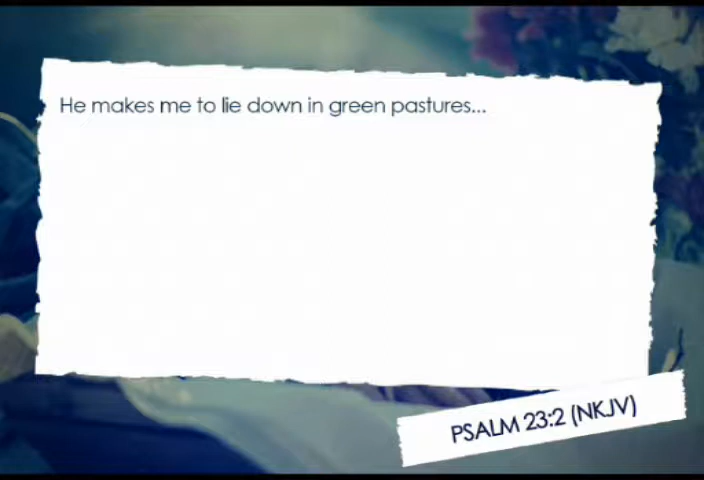 He makes me to lie down in green pastures...
PSALM 23:2 (NKJV)